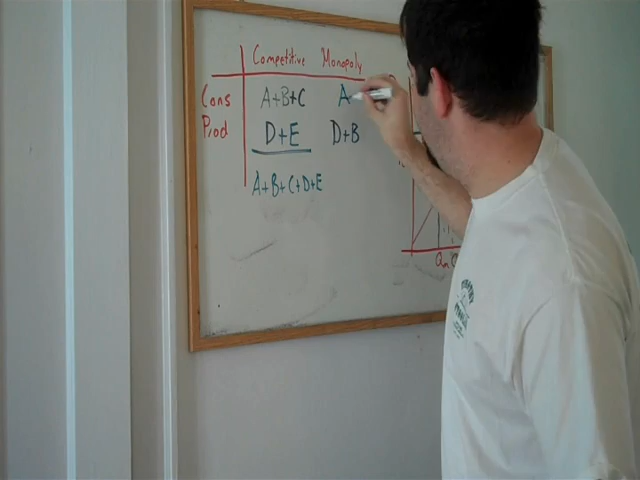 Competitive Monopoly
Cons A+B+C A
Prod D+E D+B
A+B+C+D+E